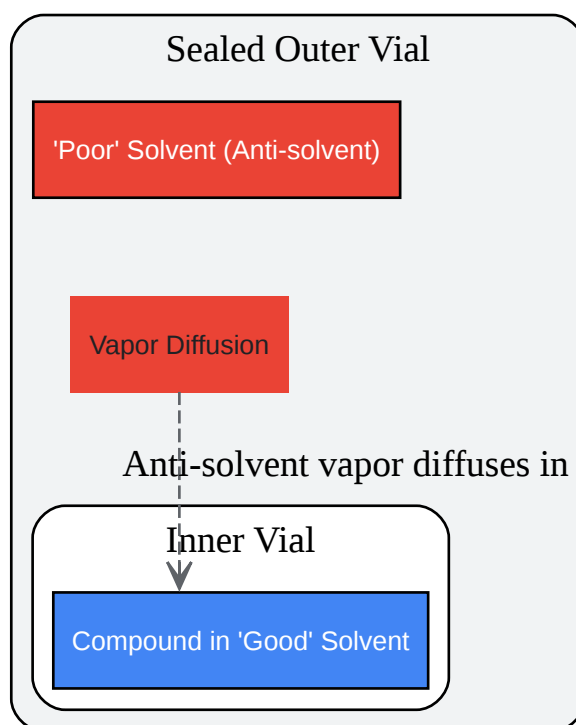 Sealed Outer Vial
'Poor' Solvent (Anti-solvent)
Vapor Diffusion
Anti-solvent vapor diffuses in
Inner Vial
Compound in 'Good' Solvent